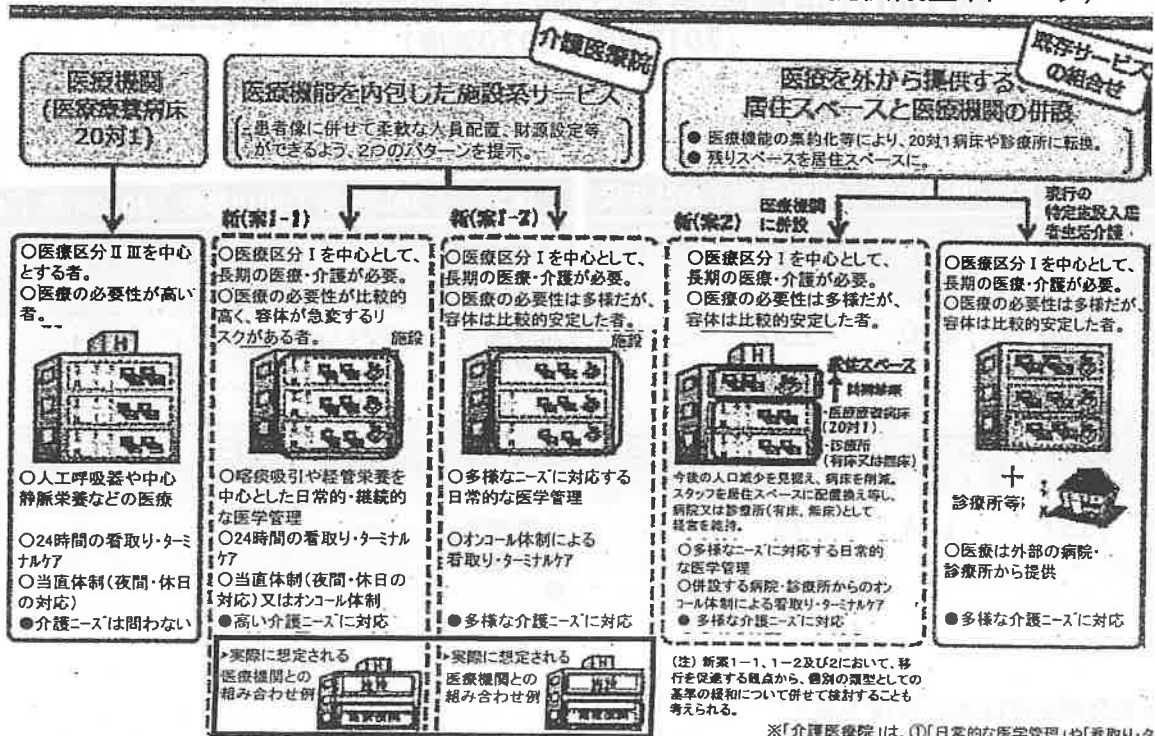 介護医療院
既存サービス
の組合せ
医療機関
(医療療養病床
20対1)
医療機能を内包した施設系サービス
患者像に併せて柔軟な人員配置、財源設定等
ができるよう、2つのパターンを提示。
医療を外から提供する、
居住スペースと医療機関の併設
● 医療機能の集約化等により、20対1病床や診療所に転換。
● 残りスペースを居住スペースに。
新(案1-1)
新(案1-2)
新(案2)
医療機関
に併設
現行の
特定施設入居
者生活介護
○医療区分ⅡⅢを中心
とする者。
○医療の必要性が高い
者。
H
○人工呼吸器や中心
静脈栄養などの医療
○24時間の看取り・ターミ
ナルケア
○当直体制(夜間・休日
の対応)
●介護ニーズは問わない
○医療区分Ⅰを中心として、
長期の医療・介護が必要。
○医療の必要性が比較的
高く、容体が急変するリ
スクがある者。
施設
○喀痰吸引や経管栄養を
中心とした日常的・継続的
な医学管理
○24時間の看取り・ターミナル
ケア
○当直体制(夜間・休日の
対応)又はオンコール体制
●高い介護ニーズに対応
➢実際に想定される
医療機関との
組み合わせ例
H
施設
医療機関
○医療区分Ⅰを中心として、
長期の医療・介護が必要。
○医療の必要性は多様だが、
容体は比較的安定した者。
施設
○多様なニーズに対応する
日常的な医学管理
○オンコール体制による
看取り・ターミナルケア
●多様な介護ニーズに対応
➢実際に想定される
医療機関との
組み合わせ例
H
施設
医療機関
○医療区分Ⅰを中心として、
長期の医療・介護が必要。
○医療の必要性は多様だが、
容体は比較的安定した者。
H
居住スペース
訪問診療
・医療療養病床
(20対1)
・診療所
(有床又は無床)
今後の人口減少を見据え、病床を削減。
スタッフを居住スペースに配置換え等し、
病院又は診療所(有床、無床)として
経営を維持。
○多様なニーズに対応する日常的
な医学管理
○併設する病院・診療所からのオン
コール体制による看取り・ターミナルケア
● 多様な介護ニーズに対応
○医療区分Ⅰを中心として、
長期の医療・介護が必要。
○医療の必要性は多様だが、
容体は比較的安定した者。
+
診療所等
○医療は外部の病院・
診療所から提供
●多様な介護ニーズに対応
(注) 新案1-1、1-2及び2において、移
行を促進する観点から、個別の類型としての
基準の緩和について併せて検討することも
考えられる。
※「介護医療院」は、①「日常的な医学管理」や「看取り・タ